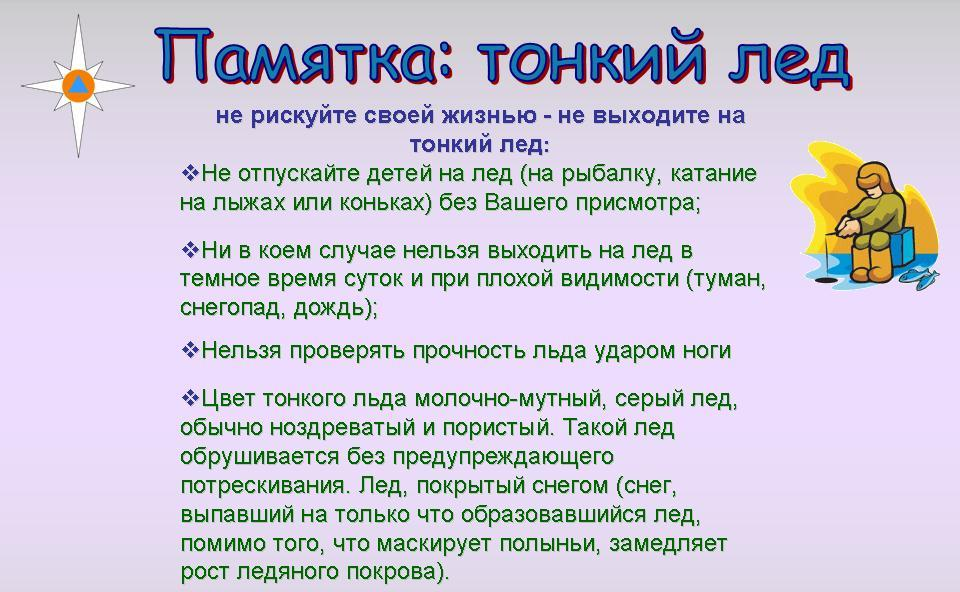 Памятка: тонкий лед
не рискуйте своей жизнью - не выходите на
тонкий лед:
❖Не отпускайте детей на лед (на рыбалку, катание
на лыжах или коньках) без Вашего присмотра;
❖Ни в коем случае нельзя выходить на лед в
темное время суток и при плохой видимости (туман,
снегопад, дождь);
❖Нельзя проверять прочность льда ударом ноги
❖Цвет тонкого льда молочно-мутный, серый лед,
обычно ноздреватый и пористый. Такой лед
обрушивается без предупреждающего
потрескивания. Лед, покрытый снегом (снег,
выпавший на только что образовавшийся лед,
помимо того, что маскирует полыньи, замедляет
рост ледяного покрова).